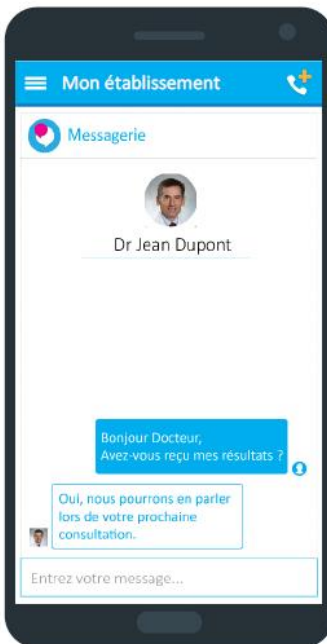 Mon établissement
Messagerie
Dr Jean Dupont
Bonjour Docteur,
Avez-vous reçu mes résultats ?
Oui, nous pourrons en parler
lors de votre prochaine
consultation.
Entrez votre message...